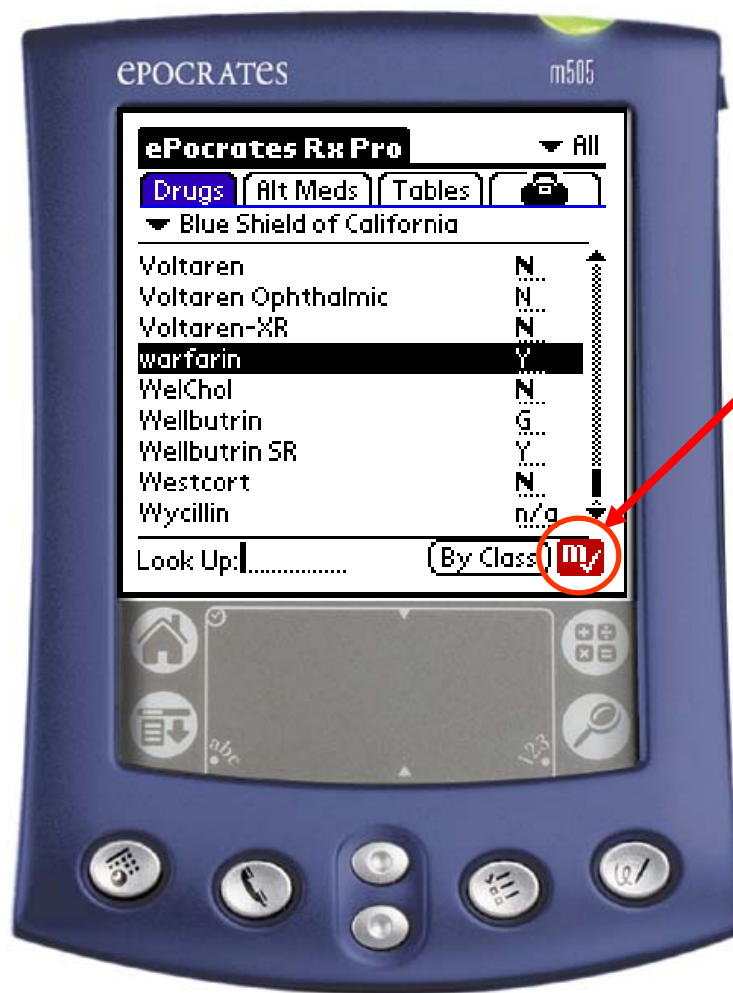 ePOCRATES m505
ePocrates Rx Pro All
Drugs Alt Meds Tables
Blue Shield of California
Voltaren N
Voltaren Ophthalmic N
Voltaren-XR N
warfarin Y
WelChol N
Wellbutrin G
Wellbutrin SR Y
Westcort N
Wycillin n/g
Look Up: By Class m✓
abc 123